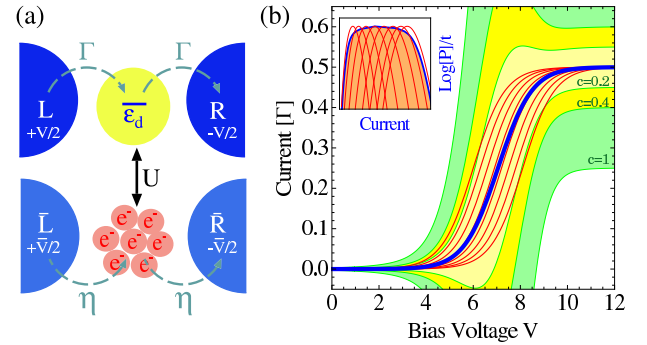 (a)
Γ Γ
L
+V/2
ε_d
R
-V/2
U
L̄
+V̄/2
e⁻
e⁻ e⁻
e⁻ e⁻
e⁻ e⁻
R̄
-V̄/2
η η
(b)
Current [Γ]
0.6
0.5
0.4
0.3
0.2
0.1
0.0
Log[P]/t
Current
c=0.2
c=0.4
c=1
0 2 4 6 8 10 12
Bias Voltage V